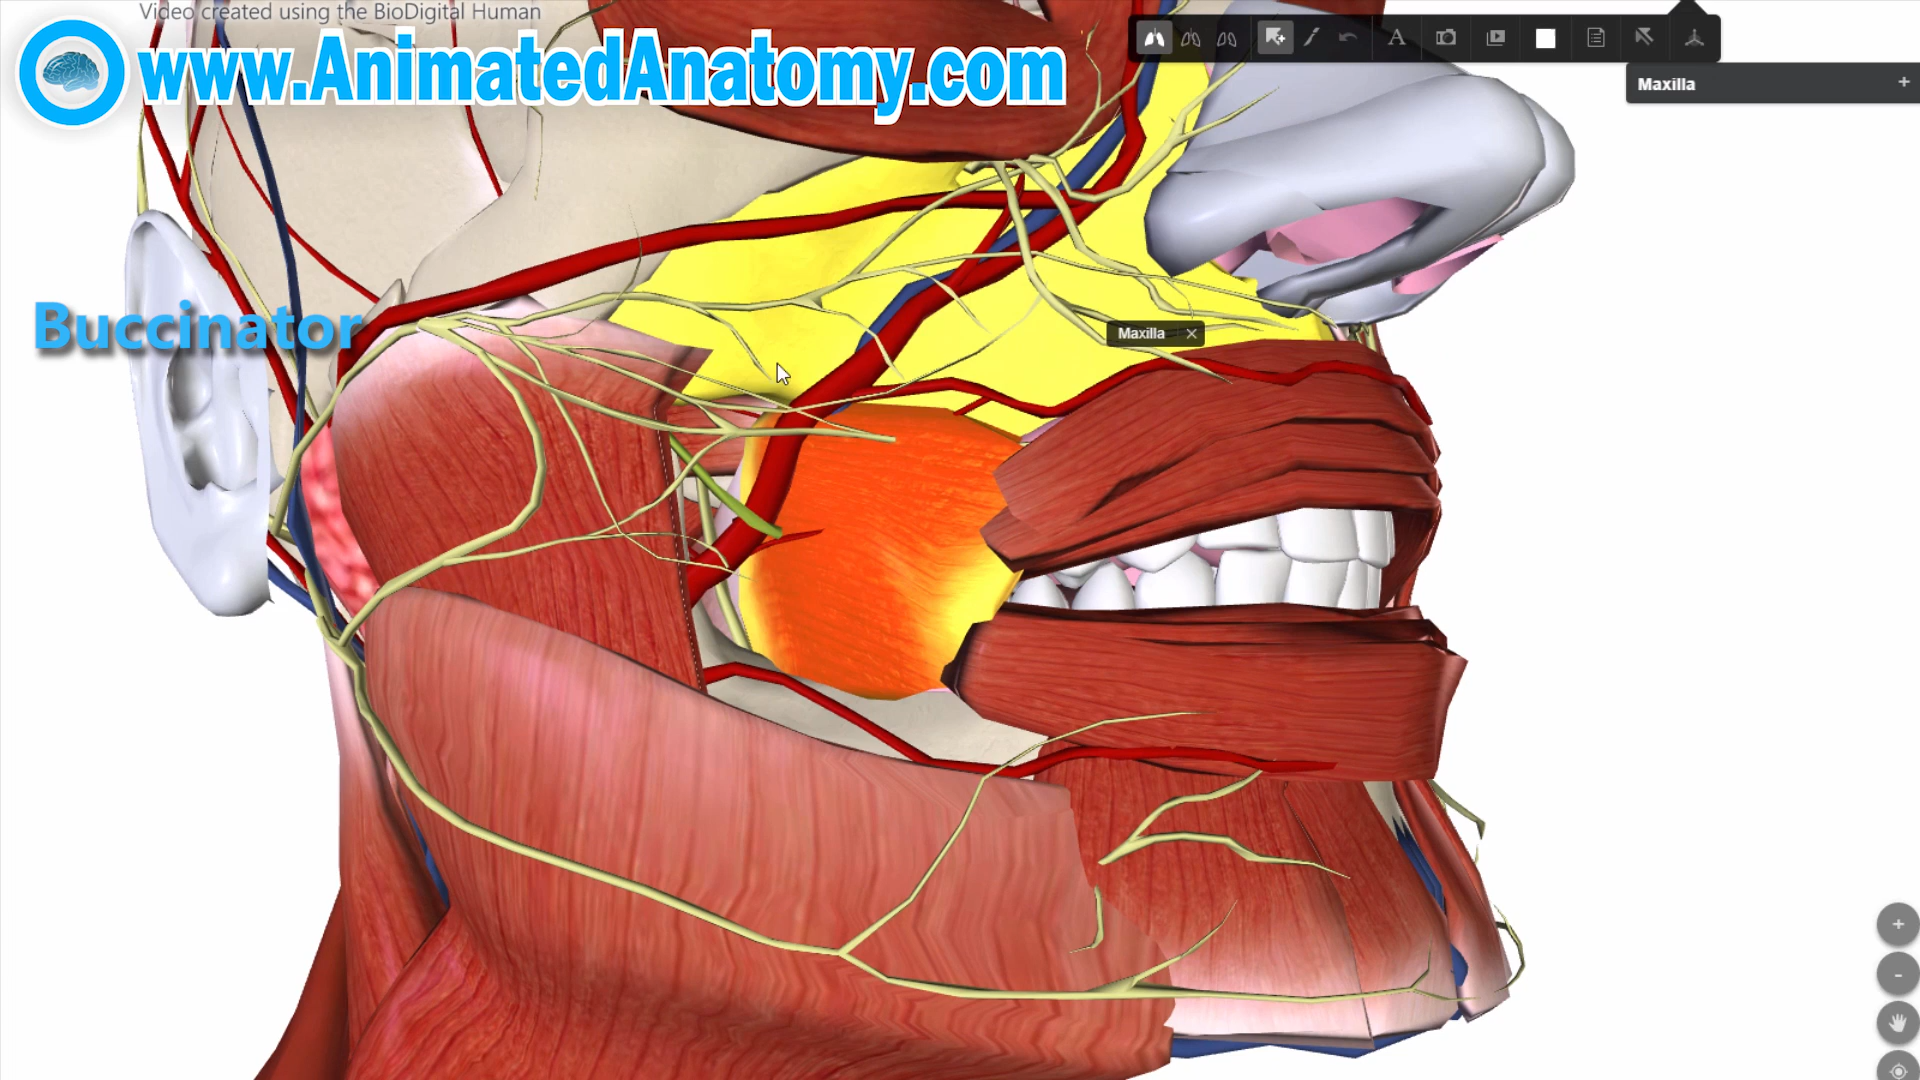 Video created using the BioDigital Human
www.AnimatedAnatomy.com
A
Maxilla +
Buccinator
Maxilla ×
+
-